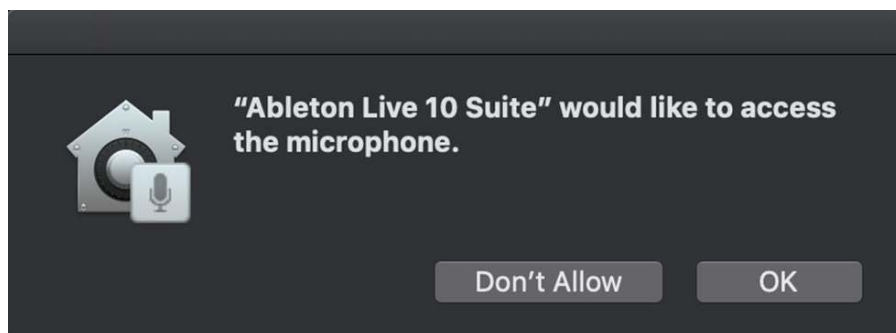 “Ableton Live 10 Suite” would like to access
the microphone.
Don’t Allow
OK